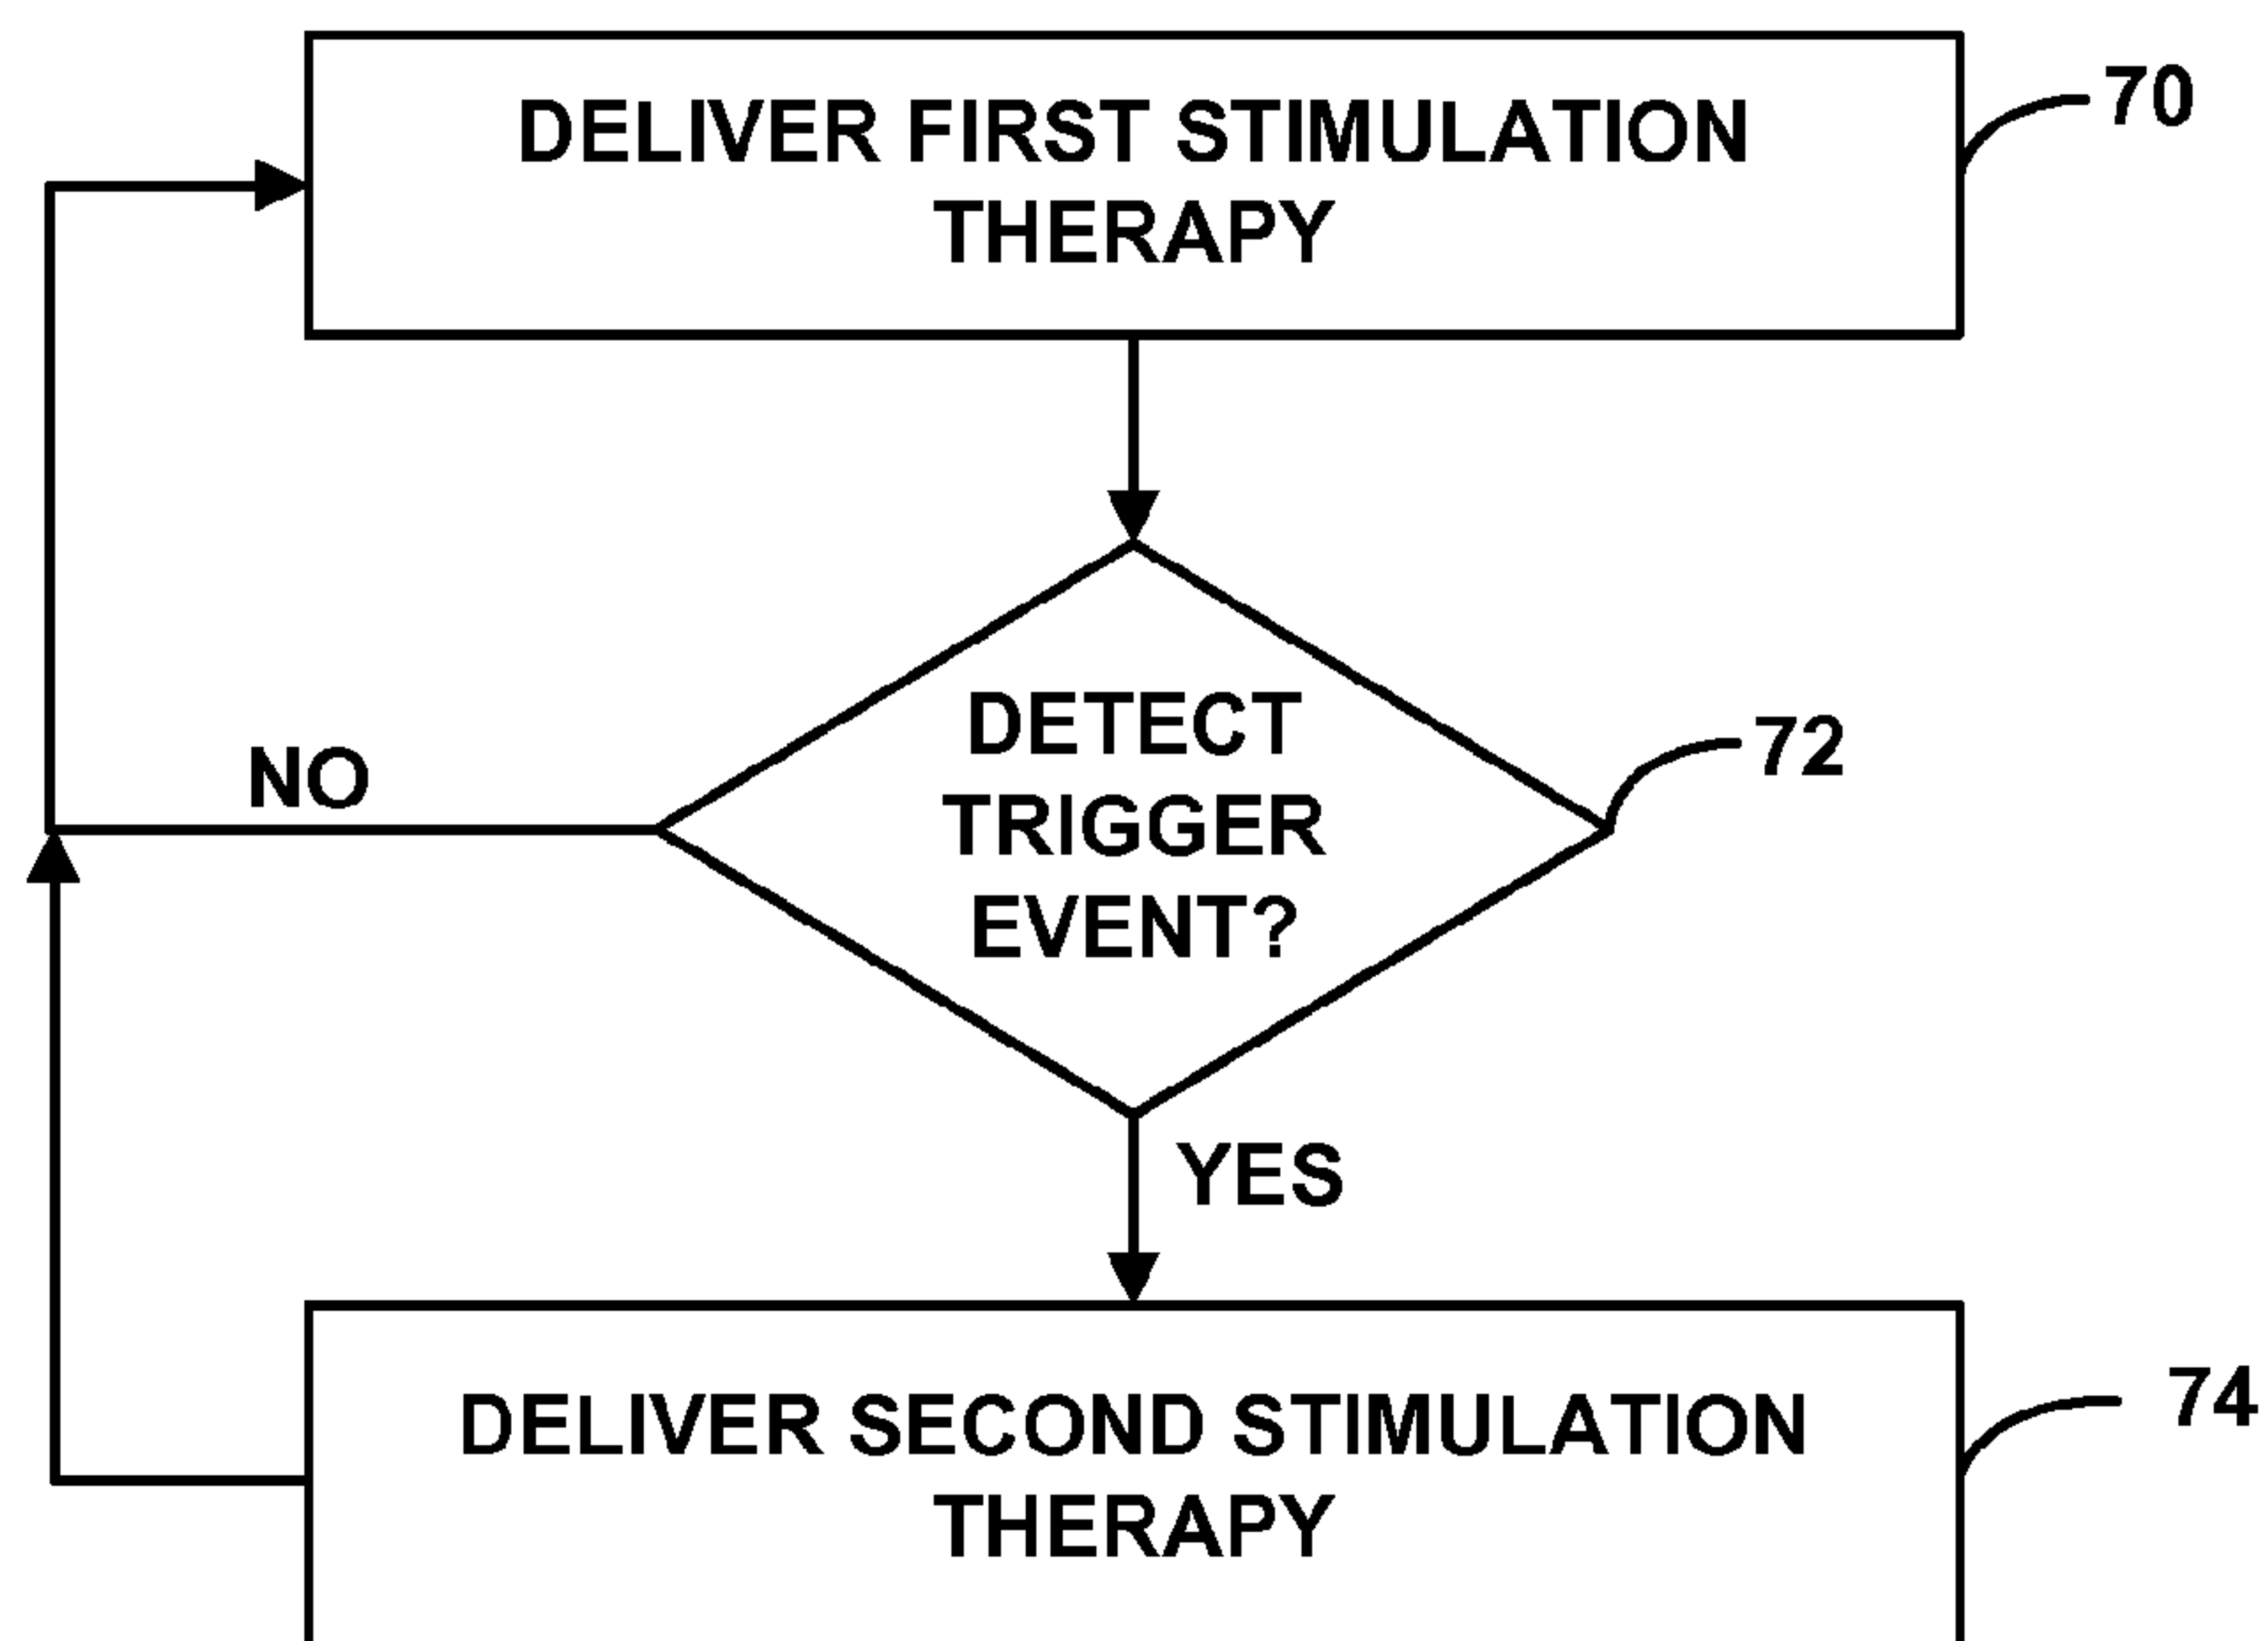 DELIVER FIRST STIMULATION
THERAPY
70
DETECT
TRIGGER
EVENT?
72
NO
YES
DELIVER SECOND STIMULATION
THERAPY
74